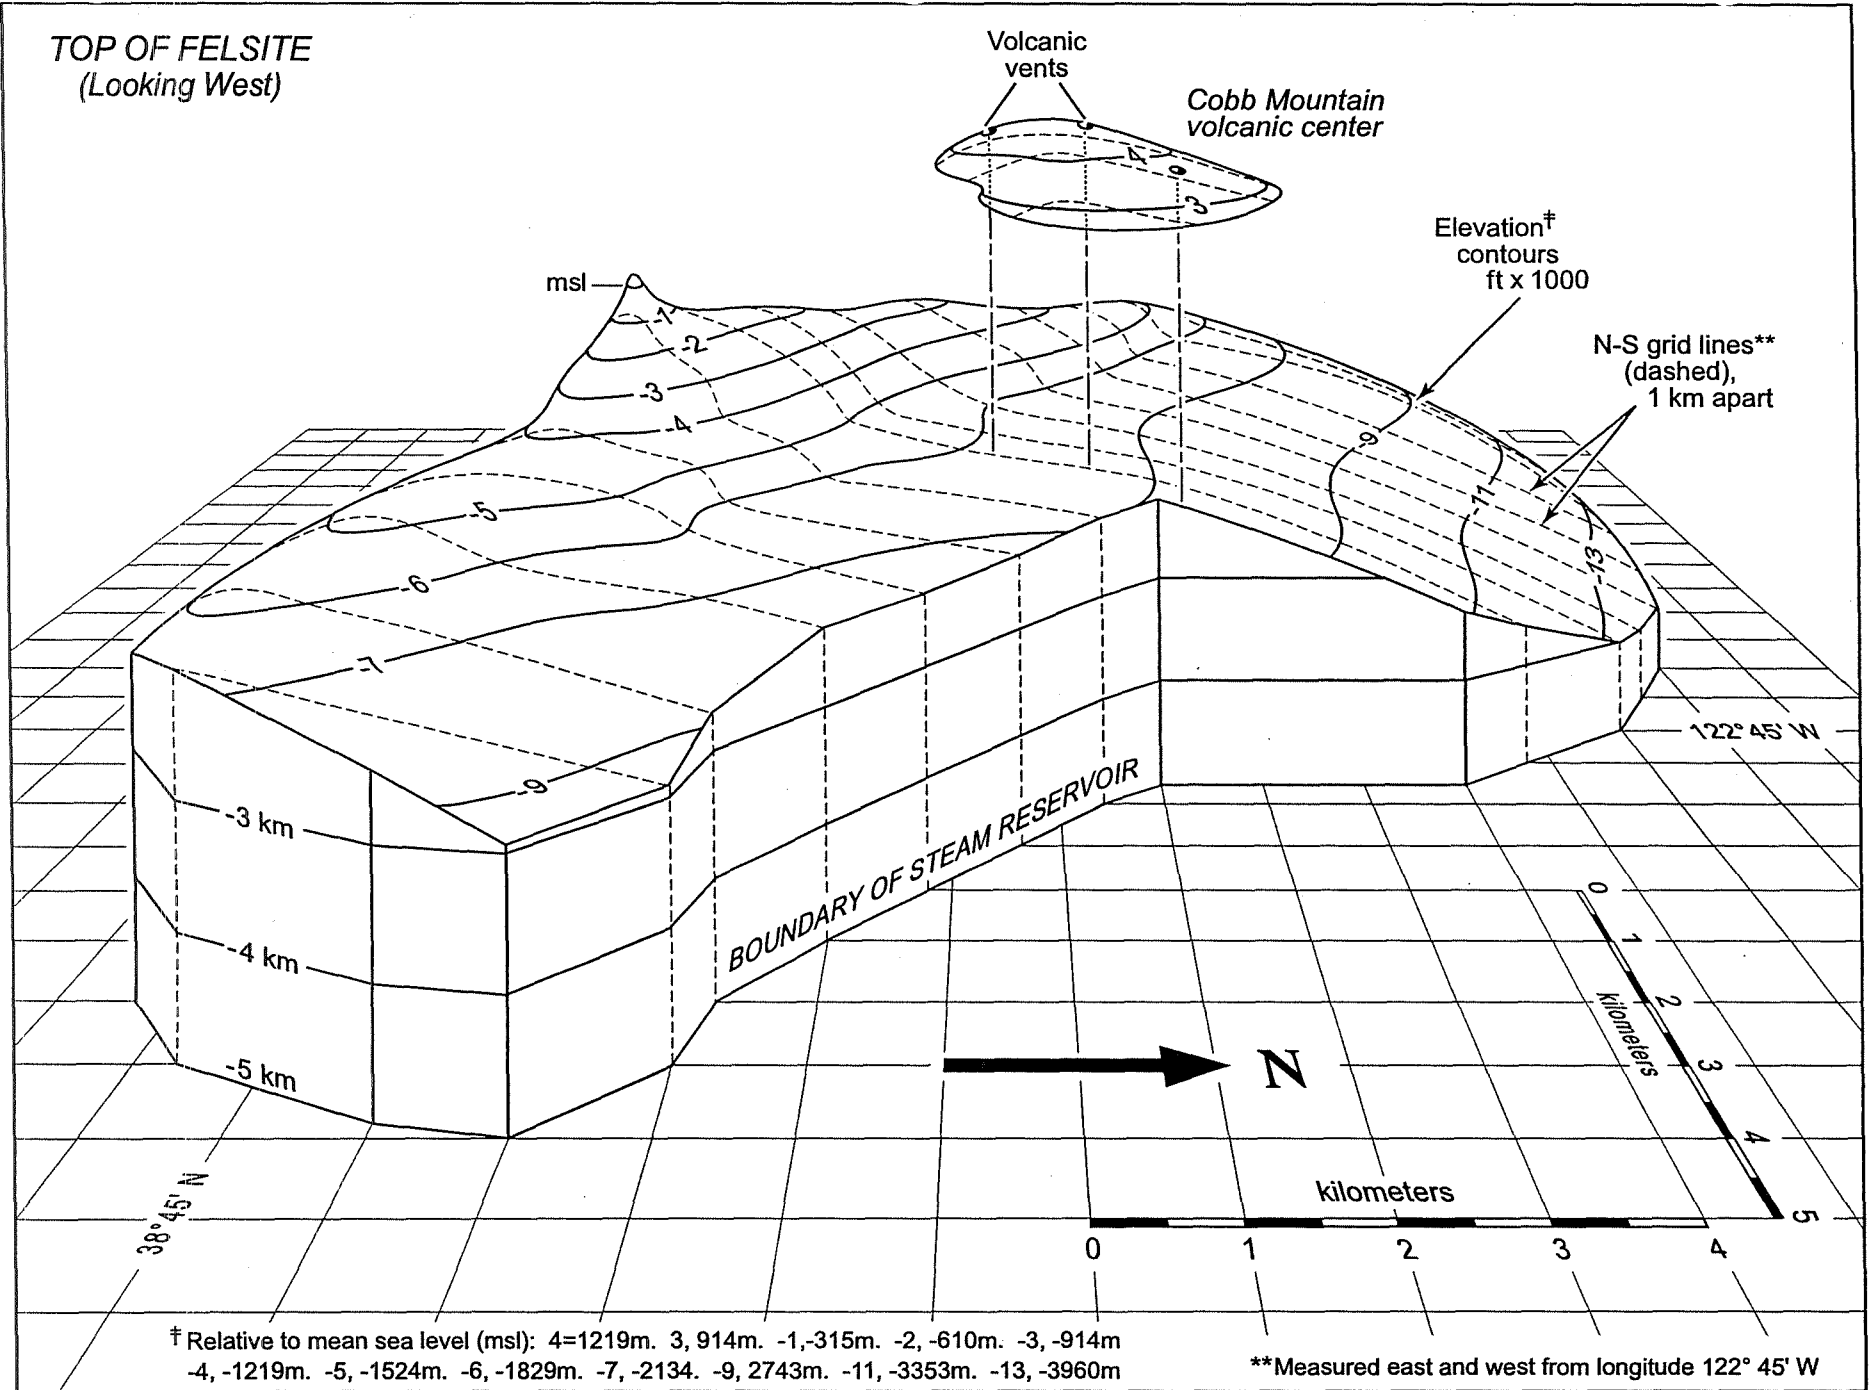 TOP OF FELSITE
(Looking West)
Volcanic
vents
Cobb Mountain
volcanic center
4
3
Elevation‡
contours
ft x 1000
N-S grid lines**
(dashed),
1 km apart
msl
-1
-2
-3
-4
-5
-6
-7
-9
-9
-11
-13
122° 45' W
-3 km
-4 km
-5 km
BOUNDARY OF STEAM RESERVOIR
N
0
1
2
3
4
5
kilometers
kilometers
0 1 2 3 4
38° 45' N
‡ Relative to mean sea level (msl): 4=1219m. 3, 914m. -1,-315m. -2, -610m. -3, -914m
-4, -1219m. -5, -1524m. -6, -1829m. -7, -2134. -9, 2743m. -11, -3353m. -13, -3960m
**Measured east and west from longitude 122° 45' W